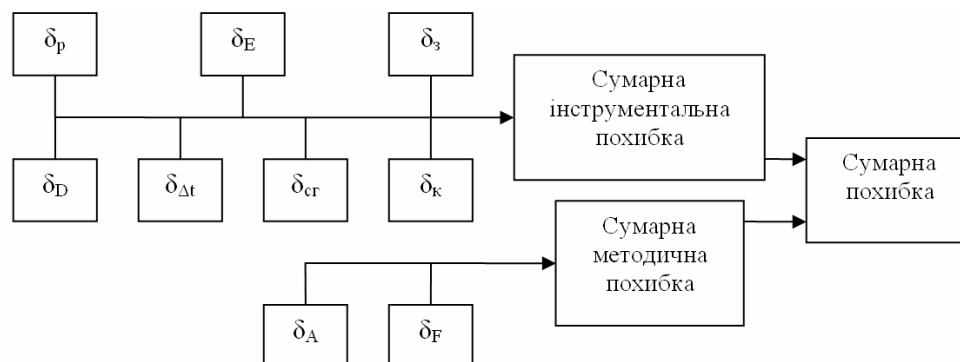 δр
δE
δз
Сумарна
інструментальна
похибка
δD
δΔt
δсг
δк
Сумарна
похибка
Сумарна
методична
похибка
δA
δF